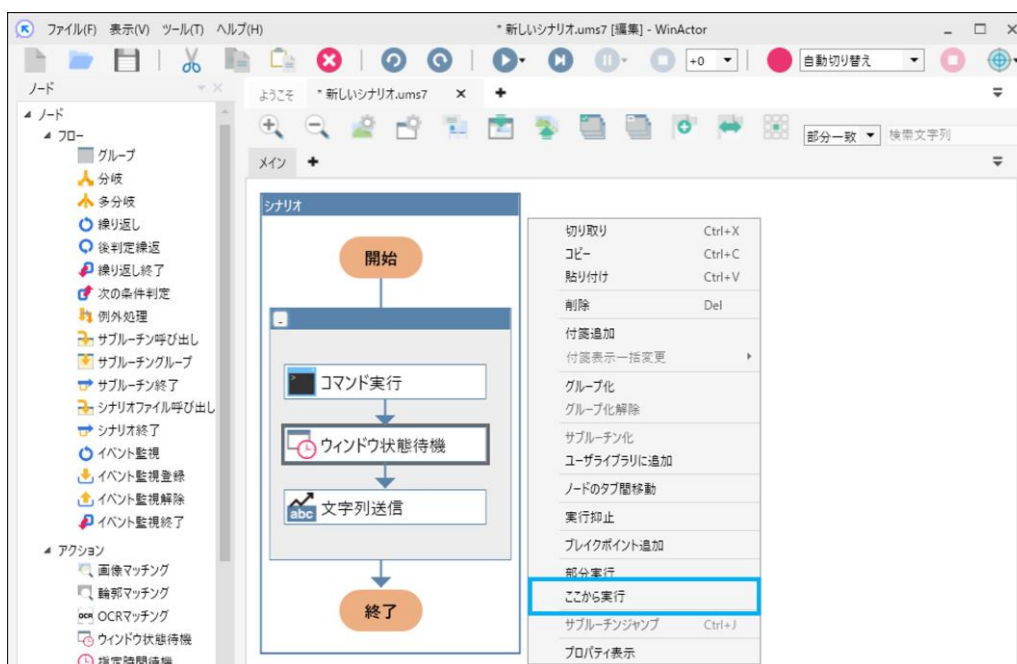 ファイル(F) 表示(V) ツール(T) ヘルプ(H) * 新しいシナリオ.ums7 [編集] - WinActor
+0 自動切り替え
ノード
ようこそ * 新しいシナリオ.ums7 × +
ノード
フロー
グループ
分岐
多分岐
繰り返し
後判定繰返
繰り返し終了
次の条件判定
例外処理
サブルーチン呼び出し
サブルーチングループ
サブルーチン終了
シナリオファイル呼び出し
シナリオ終了
イベント監視
イベント監視登録
イベント監視解除
イベント監視終了
アクション
画像マッチング
輪郭マッチング
OCR OCRマッチング
ウィンドウ状態待機
指定時間待機
部分一致 検索文字列
メイン +
シナリオ
開始
-
コマンド実行
ウィンドウ状態待機
abc 文字列送信
終了
切り取り Ctrl+X
コピー Ctrl+C
貼り付け Ctrl+V
削除 Del
付箋追加
付箋表示一括変更
グループ化
グループ化解除
サブルーチン化
ユーザライブラリに追加
ノードのタブ間移動
実行抑止
ブレイクポイント追加
部分実行
ここから実行
サブルーチンジャンプ Ctrl+J
プロパティ表示